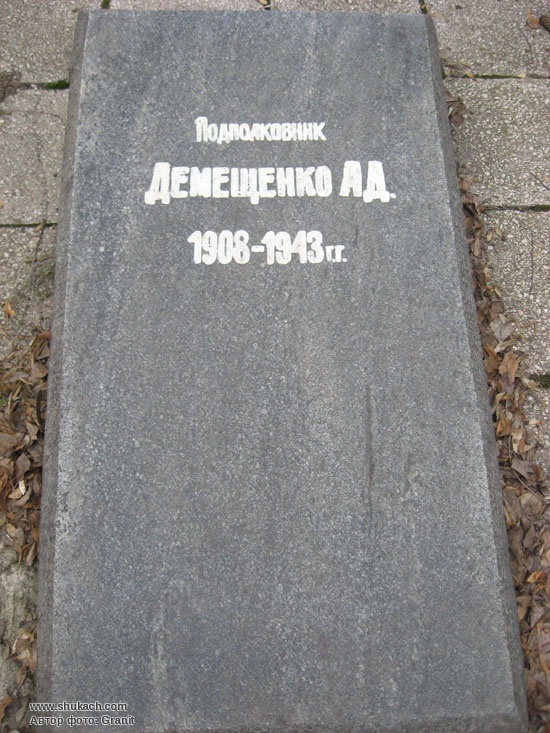 Подполковник
Демещенко А.Д.
1908-1943 г.г.
www.shukach.com
Автор фото: Granit